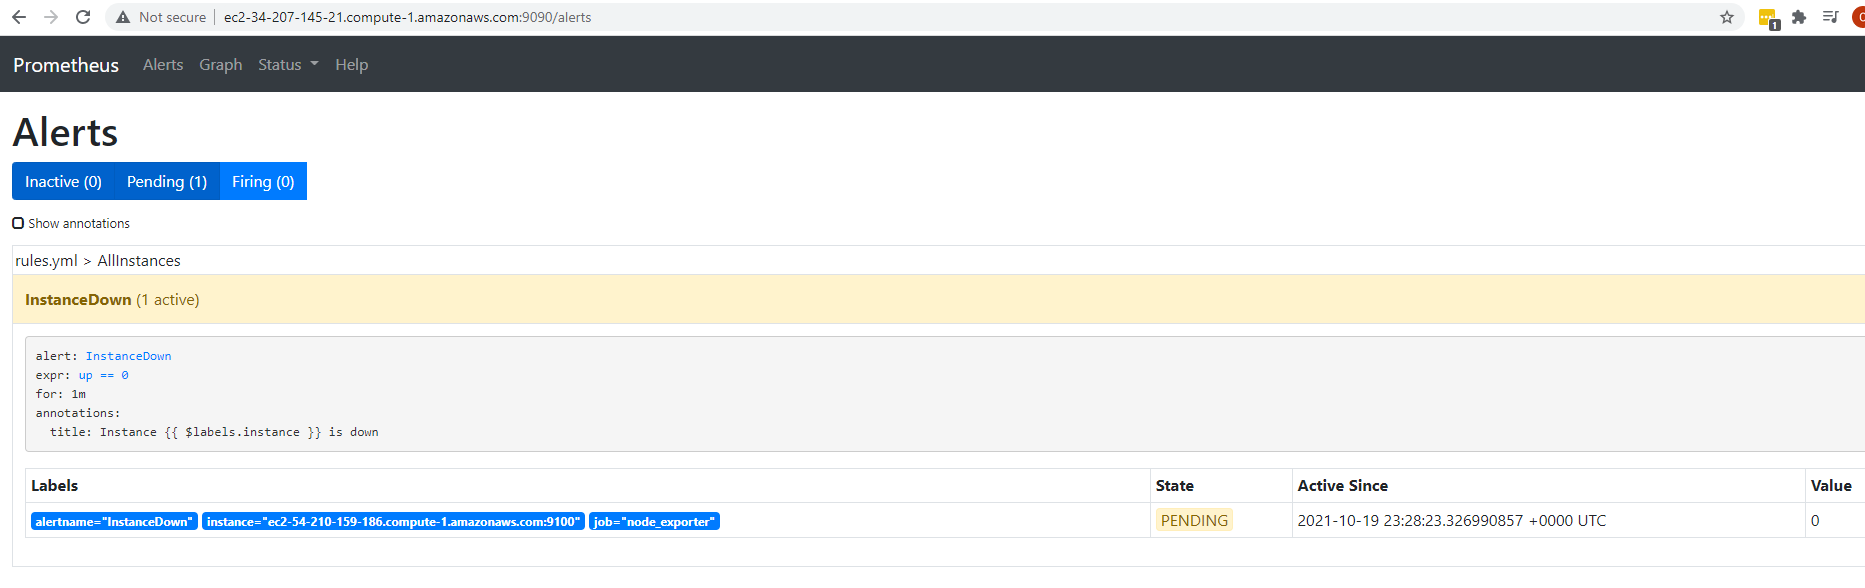 Not secure | ec2-34-207-145-21.compute-1.amazonaws.com:9090/alerts
1
Prometheus Alerts Graph Status Help
Alerts
Inactive (0) Pending (1) Firing (0)
Show annotations
rules.yml > AllInstances
InstanceDown (1 active)
alert: InstanceDown
expr: up == 0
for: 1m
annotations:
title: Instance {{ $labels.instance }} is down
Labels State Active Since Value
alertname="InstanceDown" instance="ec2-54-210-159-186.compute-1.amazonaws.com:9100" job="node_exporter" PENDING 2021-10-19 23:28:23.326990857 +0000 UTC 0